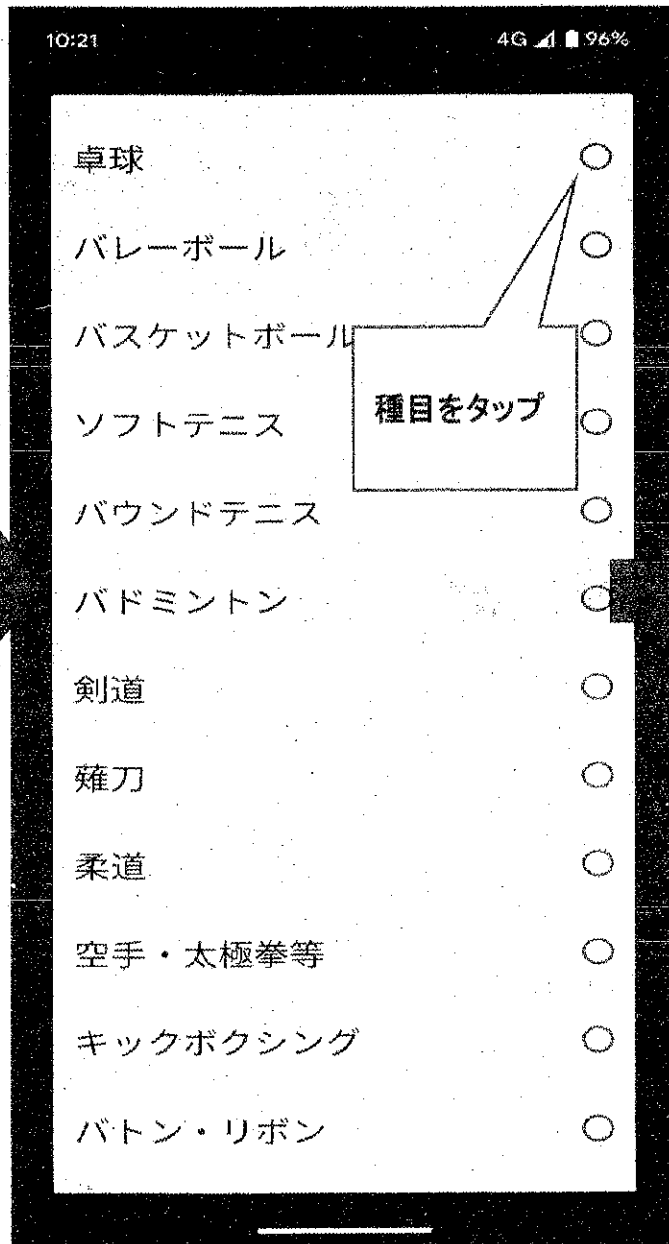 10:21 4G 96%
卓球
バレーボール
バスケットボール
種目をタップ
ソフトテニス
バウンドテニス
バドミントン
剣道
薙刀
柔道
空手・太極拳等
キックボクシング
バトン・リボン